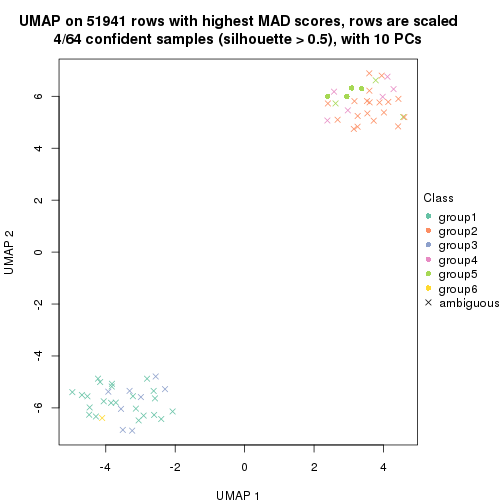 UMAP on 51941 rows with highest MAD scores, rows are scaled
4/64 confident samples (silhouette > 0.5), with 10 PCs
6
4
2
0
-2
-4
-6
UMAP 2
-4
-2
0
2
4
UMAP 1
Class
group1
group2
group3
group4
group5
group6
ambiguous